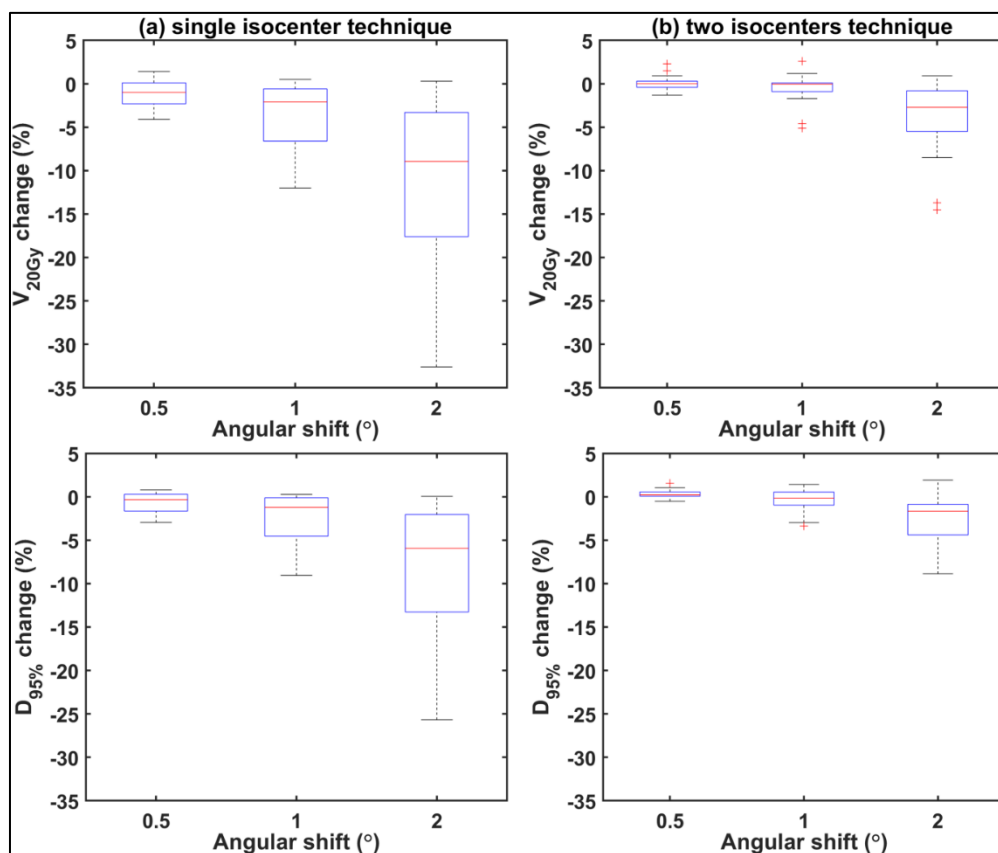 (a) single isocenter technique
5
0
-5
-10
-15
-20
-25
-30
-35
V20Gy change (%)
0.5 1 2
Angular shift (°)
(b) two isocenters technique
5
0
-5
-10
-15
-20
-25
-30
-35
V20Gy change (%)
0.5 1 2
Angular shift (°)
5
0
-5
-10
-15
-20
-25
-30
-35
D95% change (%)
0.5 1 2
Angular shift (°)
5
0
-5
-10
-15
-20
-25
-30
-35
D95% change (%)
0.5 1 2
Angular shift (°)